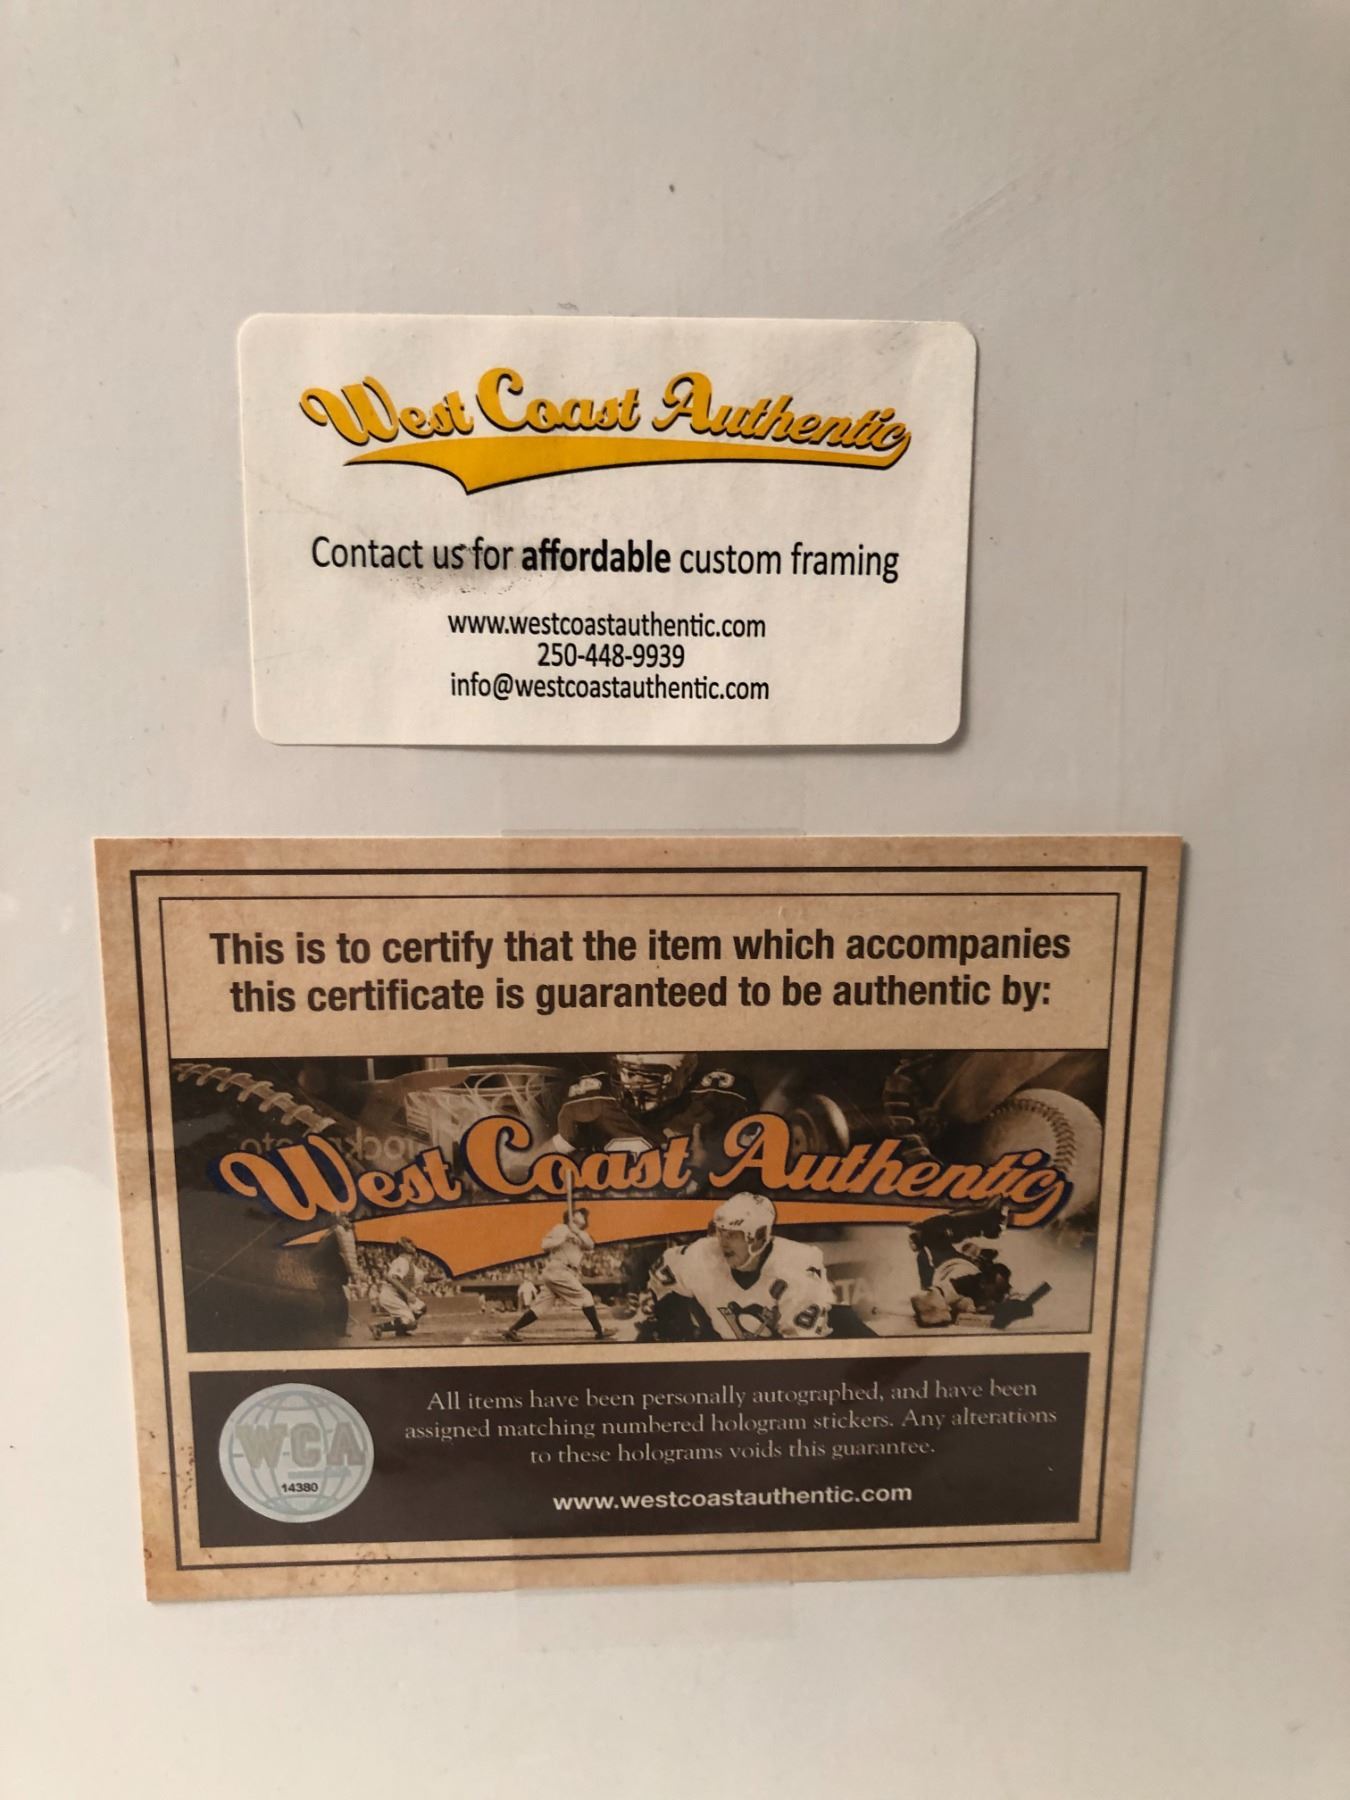 West Coast Authentic
Contact us for affordable custom framing
www.westcoastauthentic.com
250-448-9939
info@westcoastauthentic.com
This is to certify that the item which accompanies
this certificate is guaranteed to be authentic by:
West Coast Authentic
87
WCA
14380
All items have been personally autographed, and have been
assigned matching numbered hologram stickers. Any alterations
to these holograms voids this guarantee.
www.westcoastauthentic.com